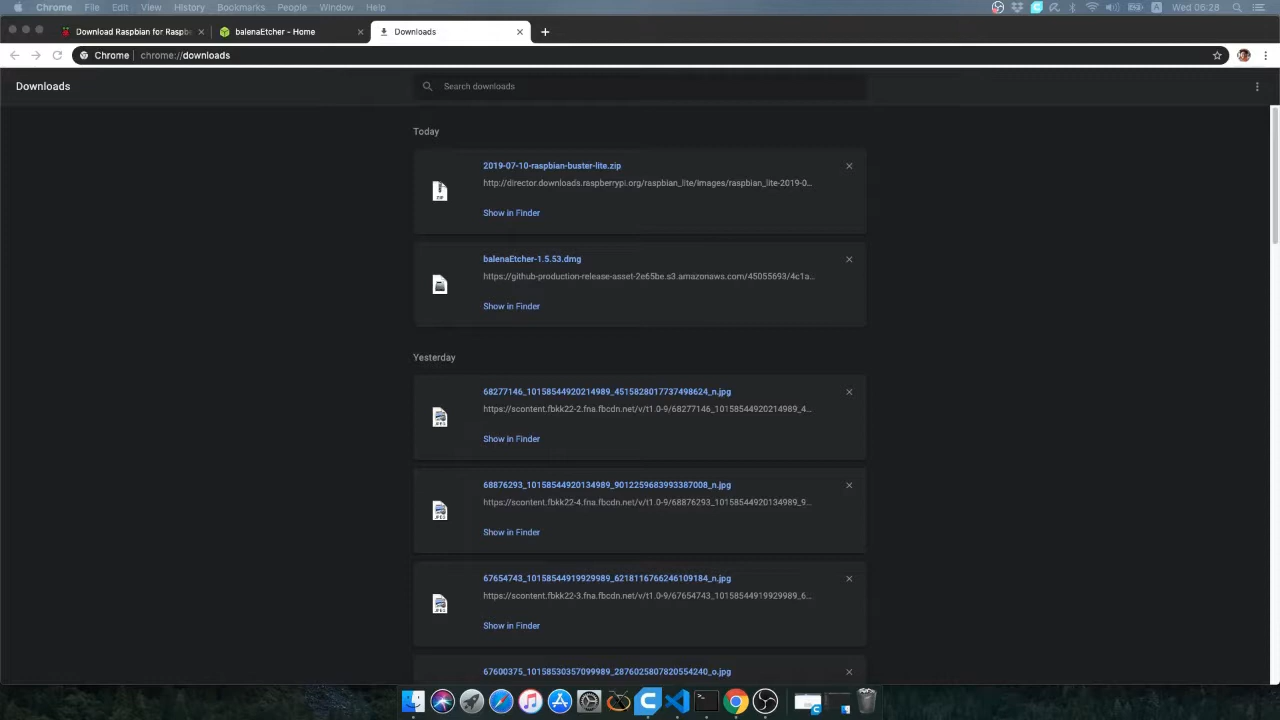 Chrome File Edit View History Bookmarks People Window Help Wed 06:28
Download Raspbian for Raspbe balenaEtcher - Home Downloads
Chrome chrome://downloads
Downloads Search downloads
Today
2019-07-10-raspbian-buster-lite.zip
http://director.downloads.raspberrypi.org/raspbian_lite/images/raspbian_lite-2019-0...
ZIP
Show in Finder
balenaEtcher-1.5.53.dmg
https://github-production-release-asset-2e65be.s3.amazonaws.com/45055693/4c1a...
Show in Finder
Yesterday
68277146_10158544920214989_4515828017737498624_n.jpg
https://scontent.fbkk22-2.fna.fbcdn.net/v/t1.0-9/68277146_10158544920214989_4...
JPEG
Show in Finder
68876293_10158544920134989_9012259683993387008_n.jpg
https://scontent.fbkk22-4.fna.fbcdn.net/v/t1.0-9/68876293_10158544920134989_9...
JPEG
Show in Finder
67654743_10158544919929989_6218116766246109184_n.jpg
https://scontent.fbkk22-3.fna.fbcdn.net/v/t1.0-9/67654743_10158544919929989_6...
JPEG
Show in Finder
67600375_10158530357099989_2876025807820554240_o.jpg